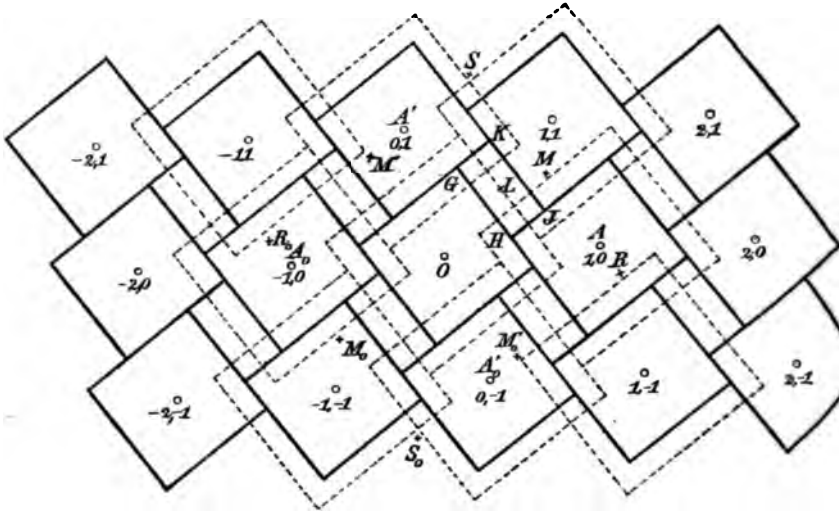 S
A'
-2,1
-1,1
0,1
1,1
2,1
K
M'
M
G
L
J
R₀
A₀
H
A
-2,0
-1,0
0
1,0
2,0
R
M₀
M'₀
A'₀
-2,-1
-1,-1
0,-1
1,-1
2,-1
S₀